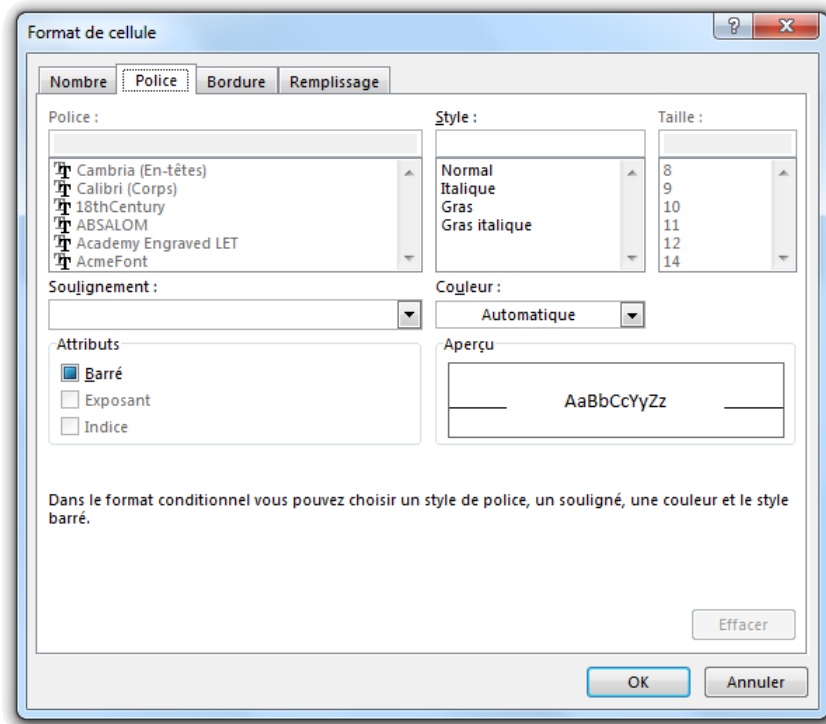 Format de cellule
?
Nombre Police Bordure Remplissage
Police : Style : Taille :
Cambria (En-têtes) Normal 8
Calibri (Corps) Italique 9
18thCentury Gras 10
ABSALOM Gras italique 11
Academy Engraved LET 12
AcmeFont 14
Soulignement : Couleur :
Automatique
Attributs Aperçu
Barré
Exposant AaBbCcYyZz
Indice
Dans le format conditionnel vous pouvez choisir un style de police, un souligné, une couleur et le style
barré.
Effacer
OK Annuler